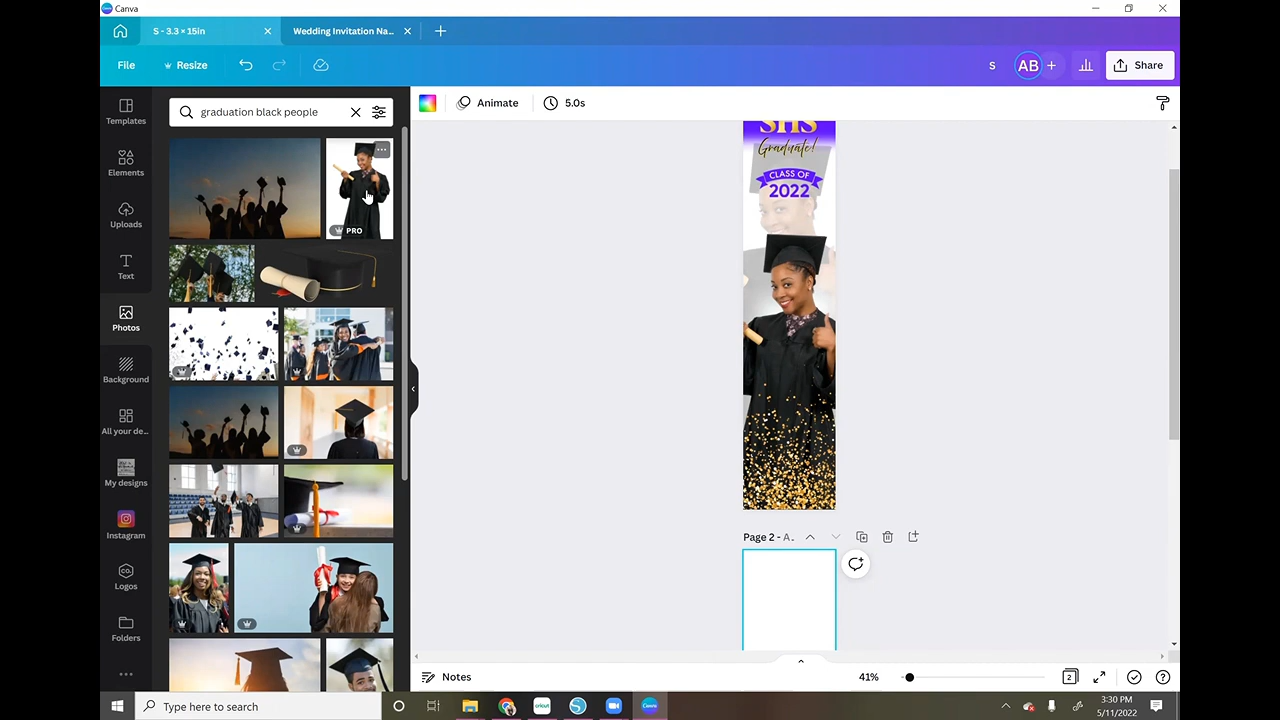 Canva
S - 3.3 × 15in
Wedding Invitation Na...
File
Resize
S
AB
Share
Templates
Elements
Uploads
Text
Photos
Background
All your de...
My designs
Instagram
Logos
Folders
graduation black people
PRO
Animate
5.0s
SHS
Graduate!
CLASS OF
2022
Page 2 - A..
Notes
41%
2
Type here to search
cricut
Canva
3:30 PM
5/11/2022